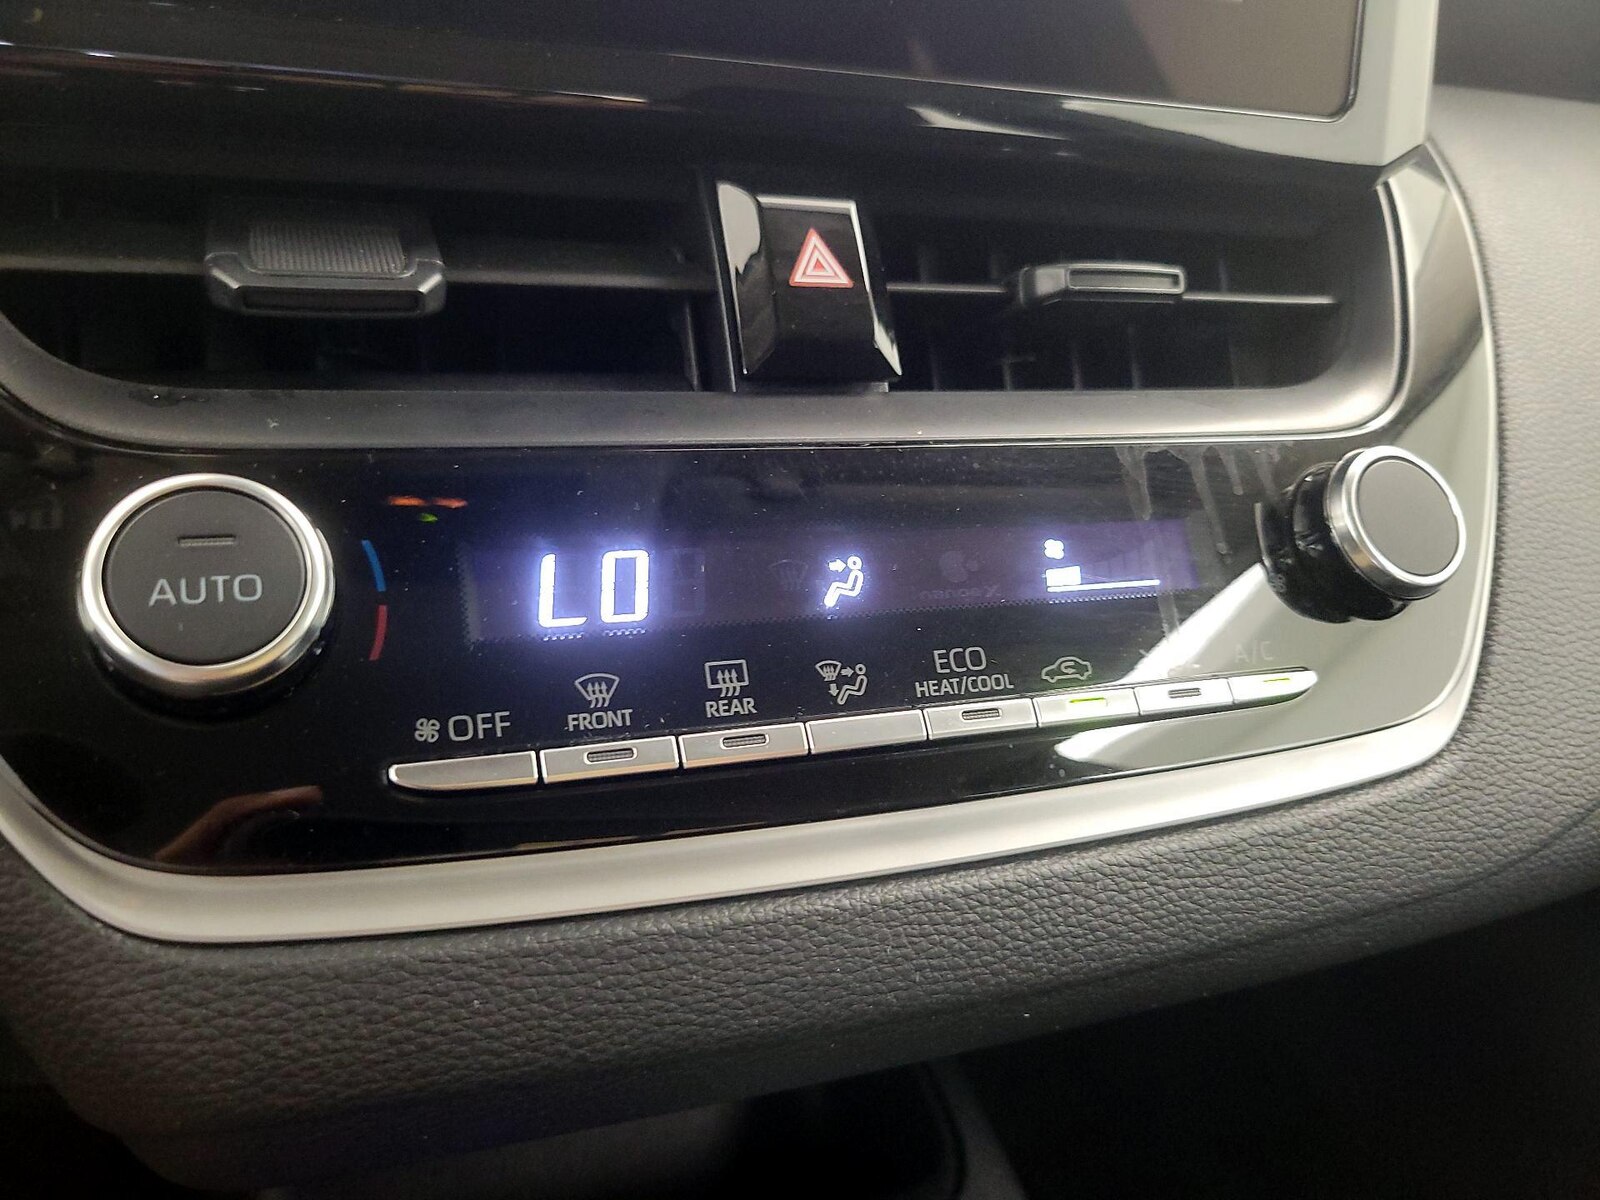 AUTO
LO
OFF
FRONT
REAR
ECO
HEAT/COOL
A/C